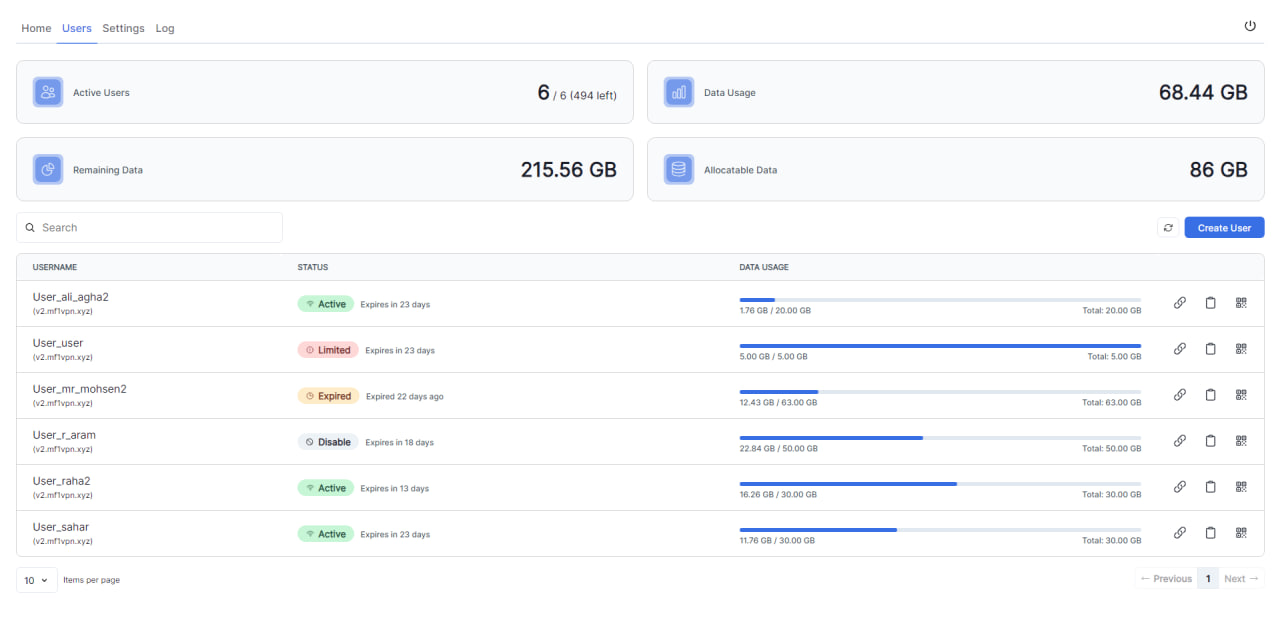 Home Users Settings Log
Active Users 6 / 6 (494 left)
Data Usage 68.44 GB
Remaining Data 215.56 GB
Allocatable Data 86 GB
Search
Create User
USERNAME STATUS DATA USAGE
User_ali_agha2
(v2.mf1vpn.xyz)
Active Expires in 23 days
1.76 GB / 20.00 GB Total: 20.00 GB
User_user
(v2.mf1vpn.xyz)
Limited Expires in 23 days
5.00 GB / 5.00 GB Total: 5.00 GB
User_mr_mohsen2
(v2.mf1vpn.xyz)
Expired Expired 22 days ago
12.43 GB / 63.00 GB Total: 63.00 GB
User_r_aram
(v2.mf1vpn.xyz)
Disable Expires in 18 days
22.84 GB / 50.00 GB Total: 50.00 GB
User_raha2
(v2.mf1vpn.xyz)
Active Expires in 13 days
16.26 GB / 30.00 GB Total: 30.00 GB
User_sahar
(v2.mf1vpn.xyz)
Active Expires in 23 days
11.76 GB / 30.00 GB Total: 30.00 GB
10 Items per page
← Previous 1 Next →